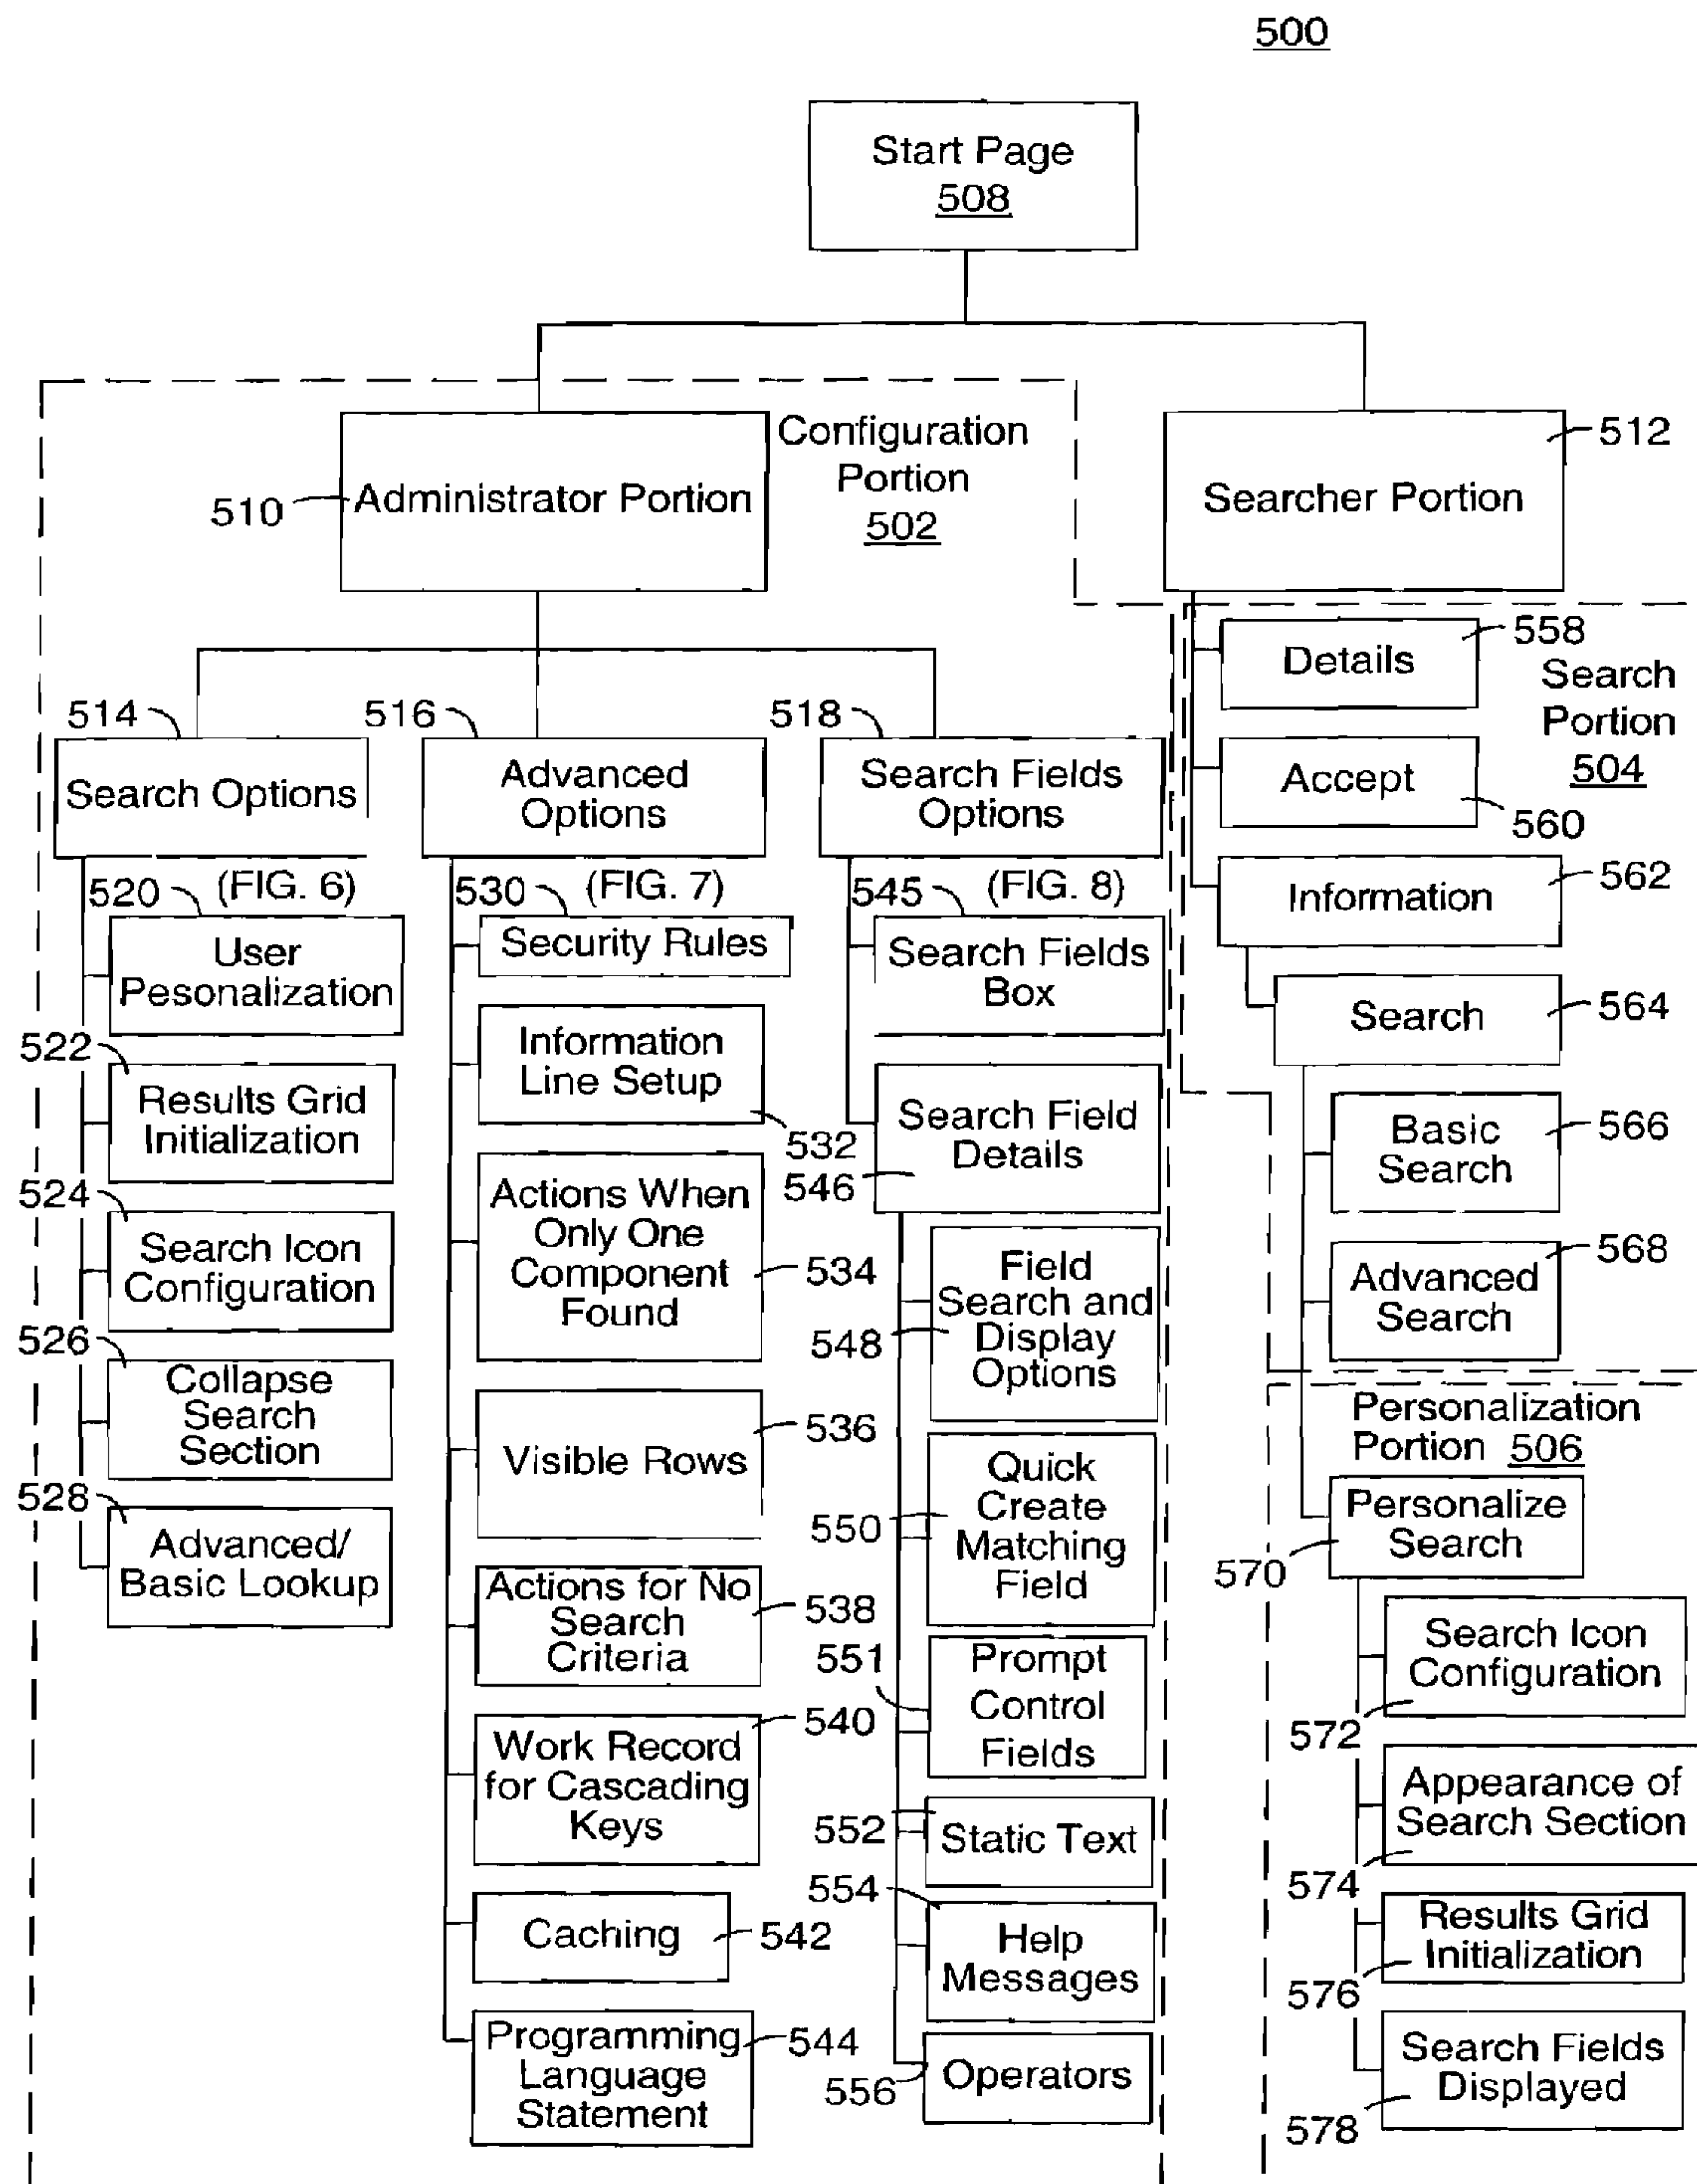 500
Start Page
508
Configuration
Portion
502
510
Administrator Portion
512
Searcher Portion
514
Search Options
(FIG. 6)
520
User
Pesonalization
522
Results Grid
Initialization
524
Search Icon
Configuration
526
Collapse
Search
Section
528
Advanced/
Basic Lookup
516
Advanced
Options
(FIG. 7)
530
Security Rules
Information
Line Setup
532
Actions When
Only One
Component
Found
534
Visible Rows
536
Actions for No
Search
Criteria
538
Work Record
for Cascading
Keys
540
Caching
542
Programming
Language
Statement
544
518
Search Fields
Options
(FIG. 8)
545
Search Fields
Box
Search Field
Details
546
Field
Search and
Display
Options
548
Quick
Create
Matching
Field
550
Prompt
Control
Fields
551
Static Text
552
Help
Messages
554
Operators
556
Details
558
Search
Portion
504
Accept
560
Information
562
Search
564
Basic
Search
566
Advanced
Search
568
Personalization
Portion 506
Personalize
Search
570
Search Icon
Configuration
572
Appearance of
Search Section
574
Results Grid
Initialization
576
Search Fields
Displayed
578